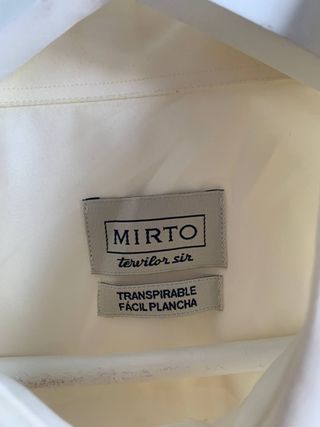 MIRTO
tervilor sir
TRANSPIRABLE
FÁCIL PLANCHA